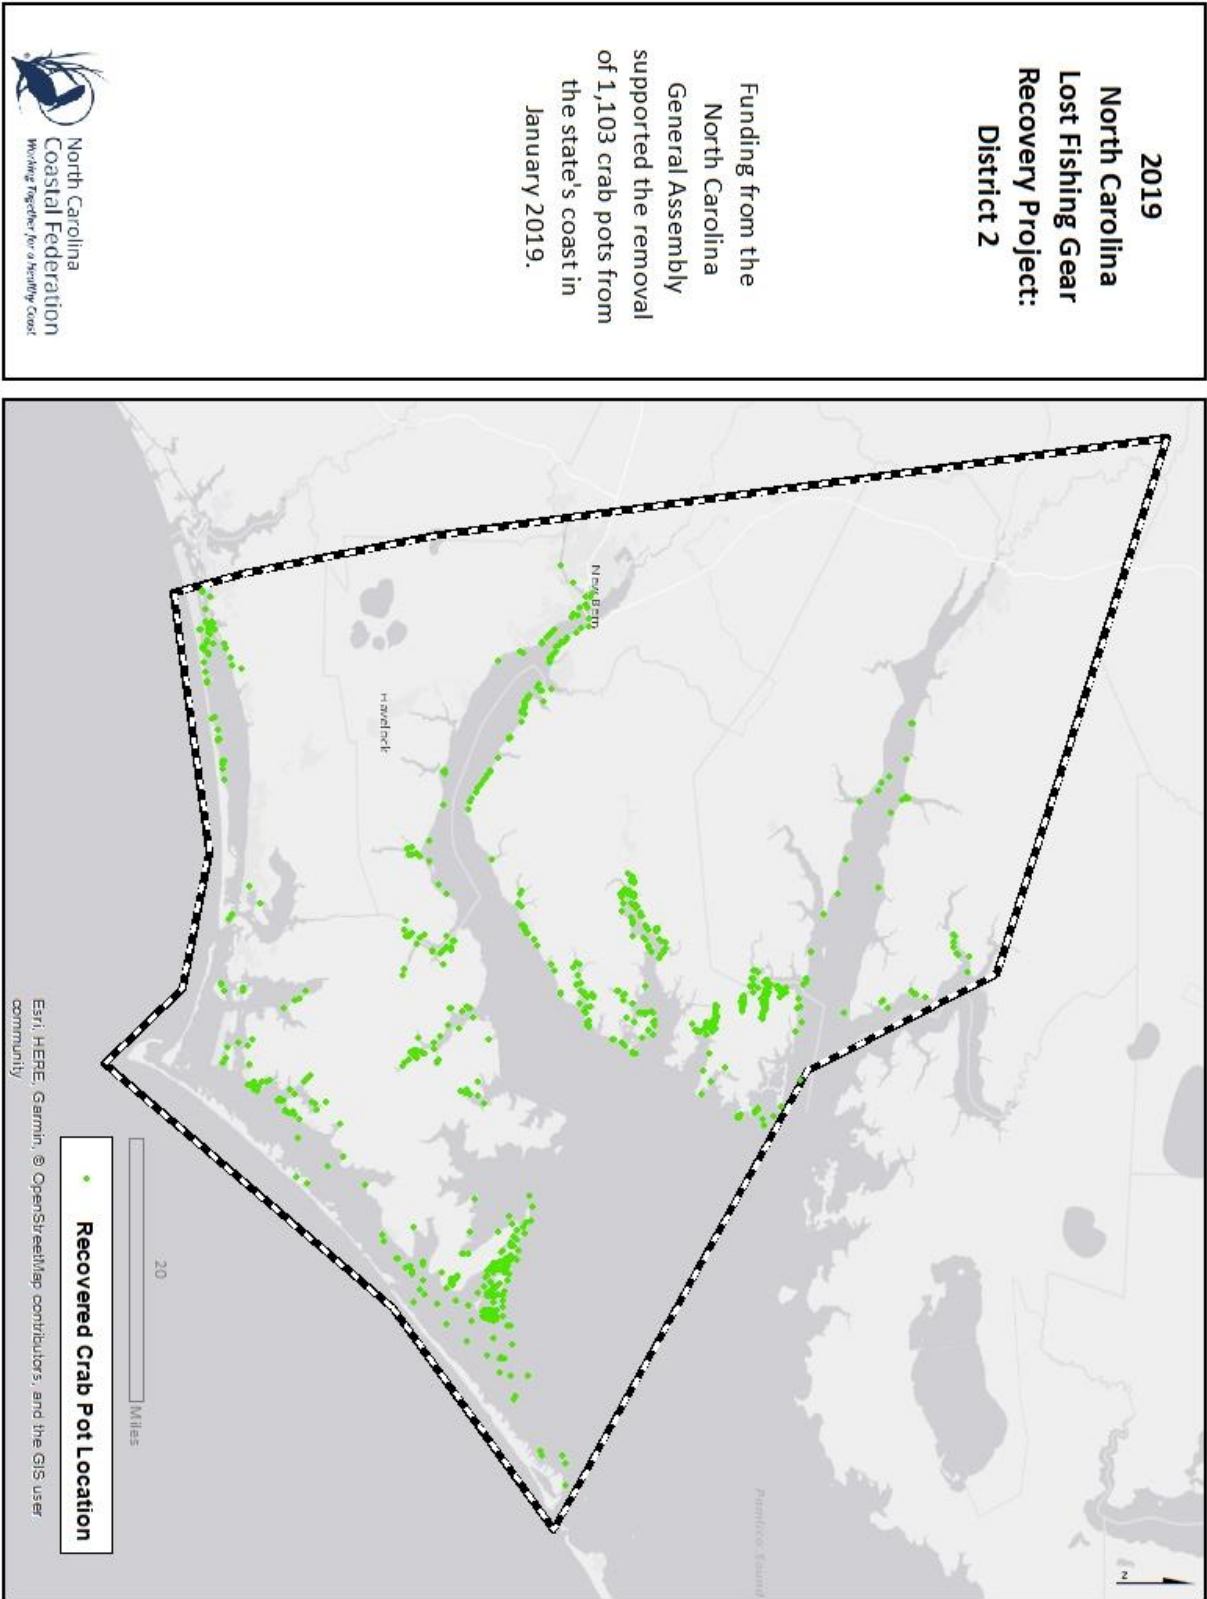 2019
North Carolina
Lost Fishing Gear
Recovery Project:
District 2
Funding from the
North Carolina
General Assembly
supported the removal
of 1,103 crab pots from
the state's coast in
January 2019.
North Carolina
Coastal Federation
Working Together for a Healthy Coast
New Bern
Havelock
Pamlico Sound
N
20
Miles
Recovered Crab Pot Location
Esri, HERE, Garmin, © OpenStreetMap contributors, and the GIS user
community